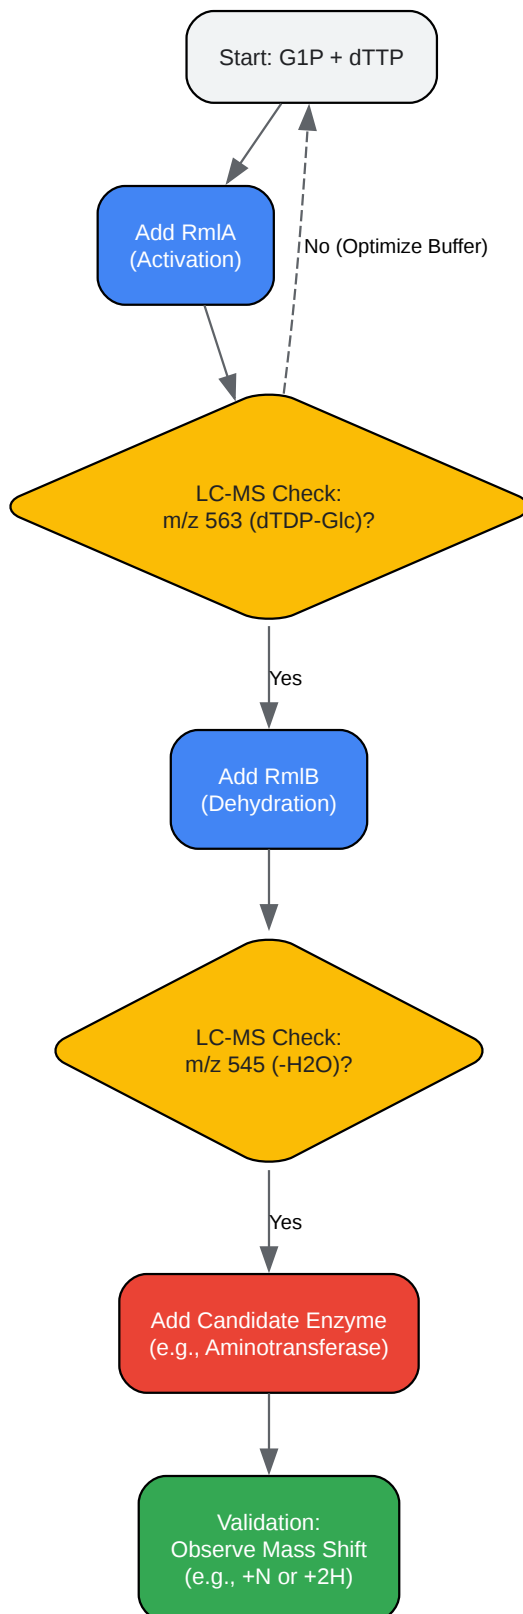 Start: G1P + dTTP
Add RmlA
(Activation)
No (Optimize Buffer)
LC-MS Check:
m/z 563 (dTDP-Glc)?
Yes
Add RmlB
(Dehydration)
LC-MS Check:
m/z 545 (-H2O)?
Yes
Add Candidate Enzyme
(e.g., Aminotransferase)
Validation:
Observe Mass Shift
(e.g., +N or +2H)